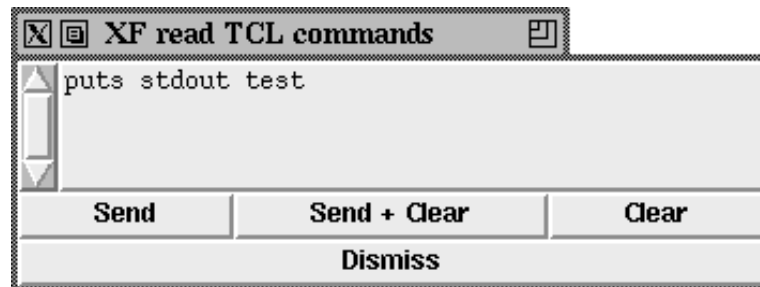 XF read TCL commands
puts stdout test
Send Send + Clear Clear
Dismiss